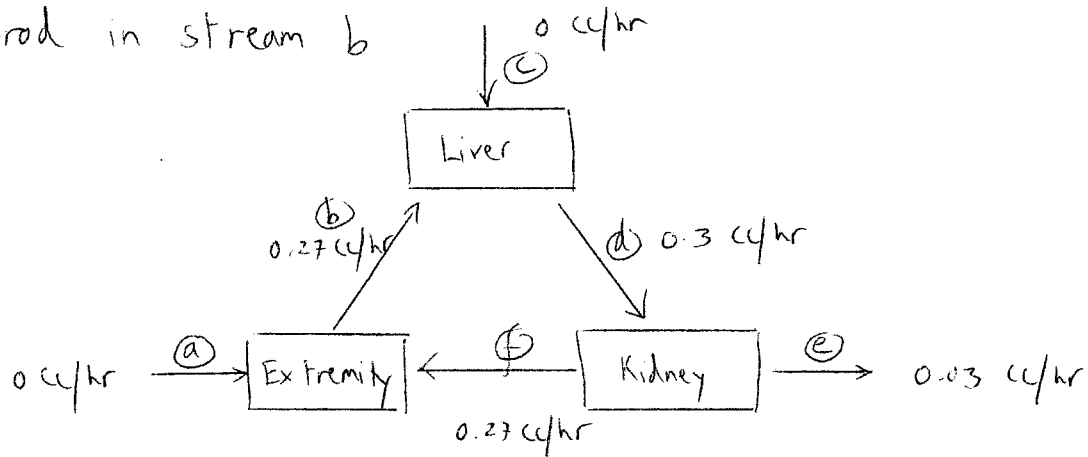 rod in stream b
0 cc/hr
c
Liver
b
0.27 cc/hr
d 0.3 cc/hr
0 cc/hr
a
Extremity
f
Kidney
e
0.03 cc/hr
0.27 cc/hr